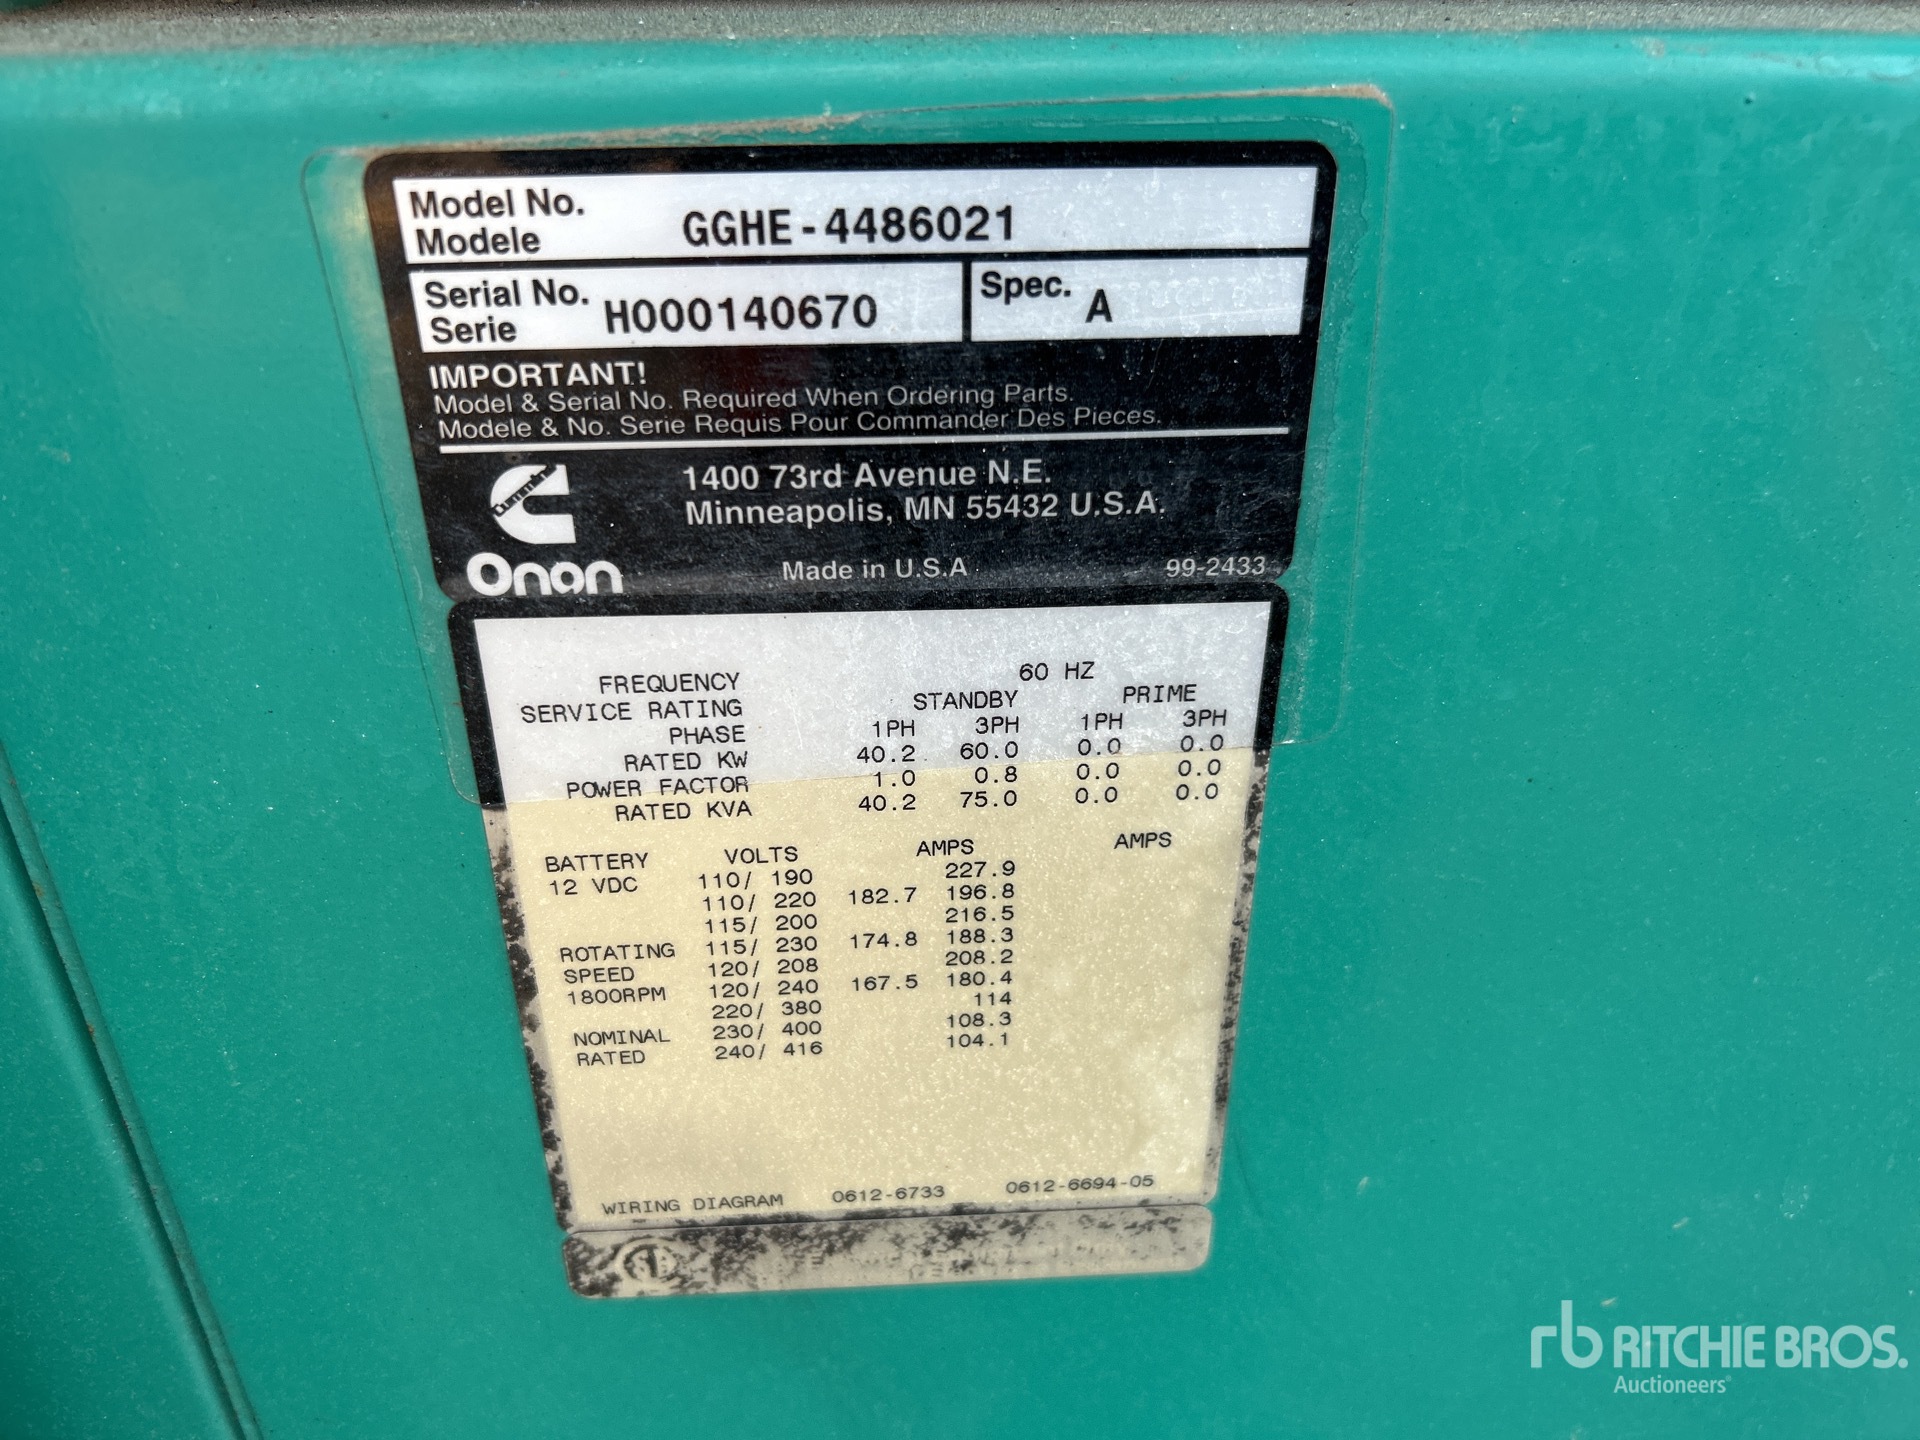 Model No. GGHE-4486021
Modele
Serial No. H000140670 Spec. A
Serie
IMPORTANT!
Model & Serial No. Required When Ordering Parts.
Modele & No. Serie Requis Pour Commander Des Pieces.
Cummins
Onan
1400 73rd Avenue N.E.
Minneapolis, MN 55432 U.S.A.
Made in U.S.A 99-2433
FREQUENCY 60 HZ
SERVICE RATING STANDBY PRIME
PHASE 1PH 3PH 1PH 3PH
RATED KW 40.2 60.0 0.0 0.0
POWER FACTOR 1.0 0.8 0.0 0.0
RATED KVA 40.2 75.0 0.0 0.0
BATTERY VOLTS AMPS AMPS
12 VDC 110/ 190 227.9
110/ 220 182.7 196.8
115/ 200 216.5
ROTATING 115/ 230 174.8 188.3
SPEED 120/ 208 208.2
1800RPM 120/ 240 167.5 180.4
220/ 380 114
NOMINAL 230/ 400 108.3
RATED 240/ 416 104.1
WIRING DIAGRAM 0612-6733 0612-6694-05
rb RITCHIE BROS.
Auctioneers